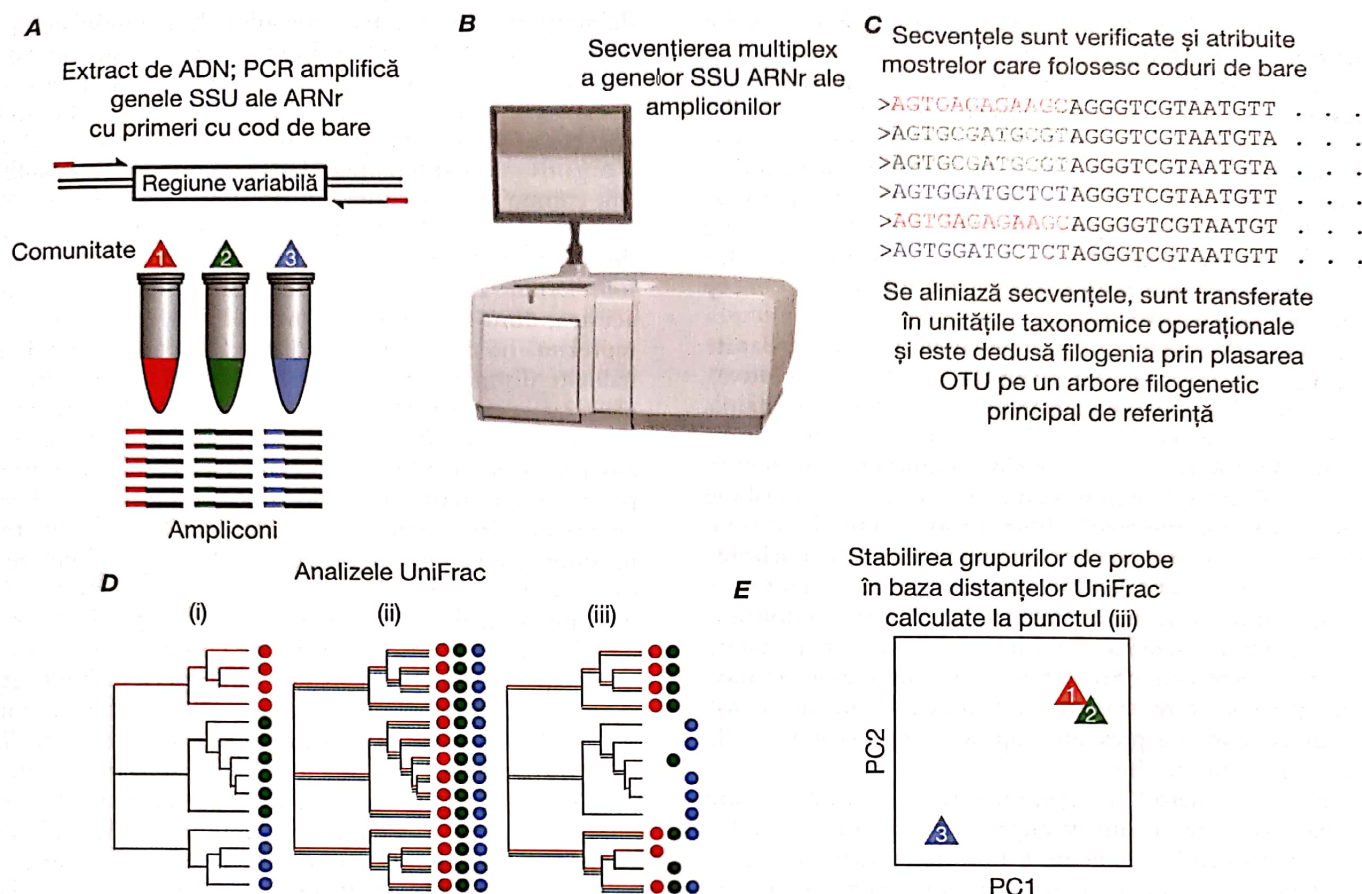 A
Extract de ADN; PCR amplifică
genele SSU ale ARNr
cu primeri cu cod de bare
Regiune variabilă
Comunitate
1
2
3
Ampliconi
B
Secvențierea multiplex
a genelor SSU ARNr ale
ampliconilor
C
Secvențele sunt verificate și atribuite
mostrelor care folosesc coduri de bare
>AGTGAGAGAAGCAGGGTCGTAATGTT . . .
>AGTGCGATGCGTAGGGTCGTAATGTA . . .
>AGTGCGATGCGTAGGGTCGTAATGTA . . .
>AGTGGATGCTCTAGGGTCGTAATGTT . . .
>AGTGAGAGAAGCAGGGGTCGTAATGT . . .
>AGTGGATGCTCTAGGGTCGTAATGTT . . .
Se aliniază secvențele, sunt transferate
în unitățile taxonomice operaționale
și este dedusă filogenia prin plasarea
OTU pe un arbore filogenetic
principal de referință
D
Analizele UniFrac
(i)
(ii)
(iii)
E
Stabilirea grupurilor de probe
în baza distanțelor UniFrac
calculate la punctul (iii)
1
2
3
PC2
PC1